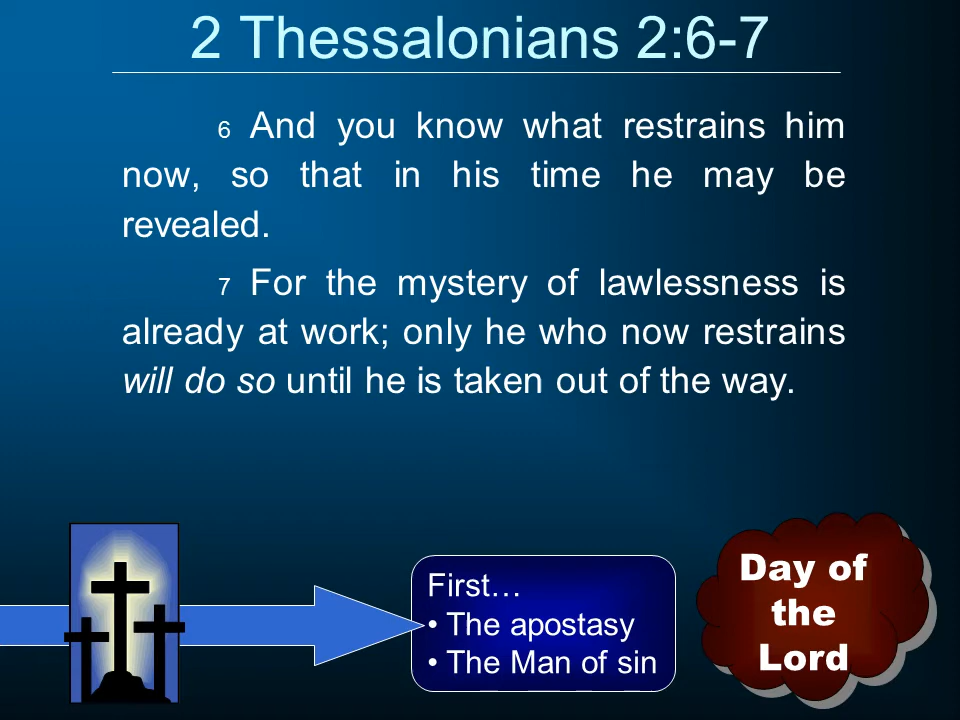 2 Thessalonians 2:6-7
6 And you know what restrains him
now, so that in his time he may be
revealed.
7 For the mystery of lawlessness is
already at work; only he who now restrains
will do so until he is taken out of the way.
First…
• The apostasy
• The Man of sin
Day of
the
Lord